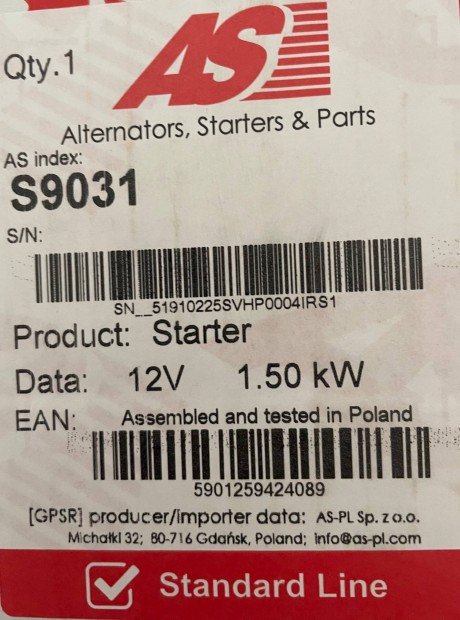 Qty.1
AS
Alternators, Starters & Parts
AS index:
S9031
S/N:
SN__51910225SVHP0004IRS1
Product: Starter
Data: 12V 1.50 kW
EAN: Assembled and tested in Poland
5901259424089
[GPSR] producer/importer data: AS-PL Sp. z o.o.
Michałki 32; 80-716 Gdańsk, Poland; info@as-pl.com
Standard Line